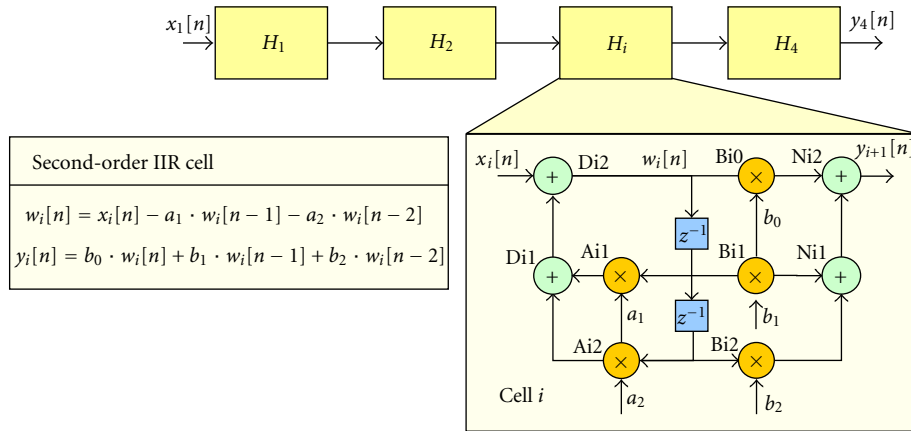 x₁[n]
H₁
H₂
Hᵢ
H₄
y₄[n]
Second-order IIR cell
wᵢ[n] = xᵢ[n] − a₁ · wᵢ[n − 1] − a₂ · wᵢ[n − 2]
yᵢ[n] = b₀ · wᵢ[n] + b₁ · wᵢ[n − 1] + b₂ · wᵢ[n − 2]
xᵢ[n]
Di2
wᵢ[n]
Bi0
Ni2
yᵢ₊₁[n]
+
×
+
b₀
z⁻¹
Di1
Ai1
Bi1
Ni1
+
×
×
+
a₁
z⁻¹
b₁
Ai2
Bi2
×
×
Cell i
a₂
b₂